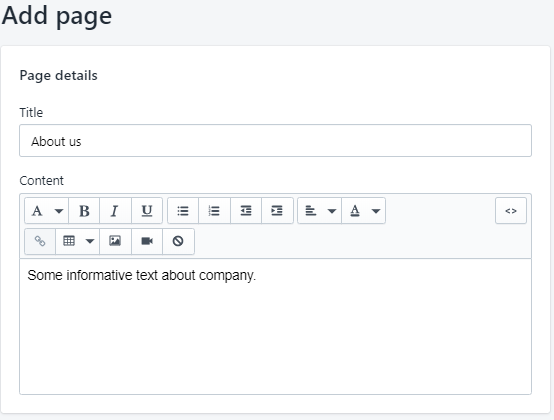 Add page
Page details
Title
About us
Content
A B I U A <>
Some informative text about company.